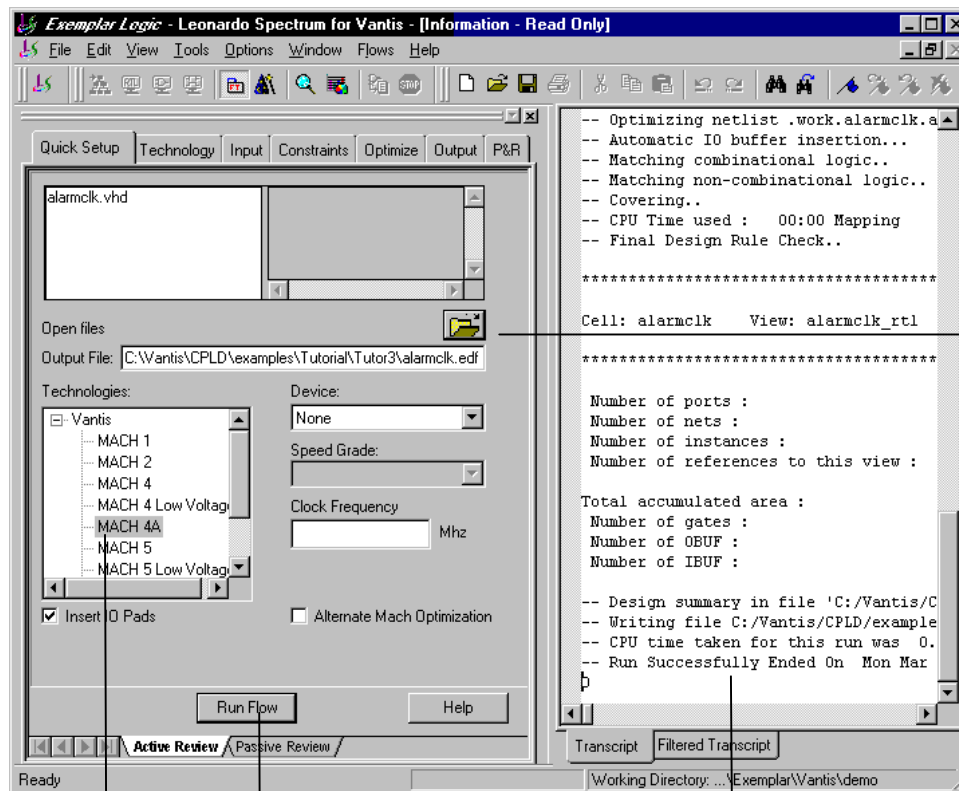 Exemplar Logic - Leonardo Spectrum for Vantis - [Information - Read Only]
File Edit View Tools Options Window Flows Help
Quick Setup Technology Input Constraints Optimize Output P&R
alarmclk.vhd
Open files
Output File: C:\Vantis\CPLD\examples\Tutorial\Tutor3\alarmclk.edf
Technologies:
Vantis
MACH 1
MACH 2
MACH 4
MACH 4 Low Voltag
MACH 4A
MACH 5
MACH 5 Low Voltag
Device:
None
Speed Grade:
Clock Frequency
Mhz
Insert IO Pads
Alternate Mach Optimization
Run Flow
Help
Active Review
Passive Review
-- Optimizing netlist .work.alarmclk.a
-- Automatic IO buffer insertion...
-- Matching combinational logic..
-- Matching non-combinational logic..
-- Covering..
-- CPU Time used :   00:00 Mapping
-- Final Design Rule Check..
**************************************
Cell: alarmclk    View: alarmclk_rtl
**************************************
Number of ports :
Number of nets :
Number of instances :
Number of references to this view :
Total accumulated area :
Number of gates :
Number of OBUF :
Number of IBUF :
-- Design summary in file 'C:/Vantis/C
-- Writing file C:/Vantis/CPLD/example
-- CPU time taken for this run was  0.
-- Run Successfully Ended On  Mon Mar
Transcript
Filtered Transcript
Ready
Working Directory: ...\Exemplar\Vantis\demo